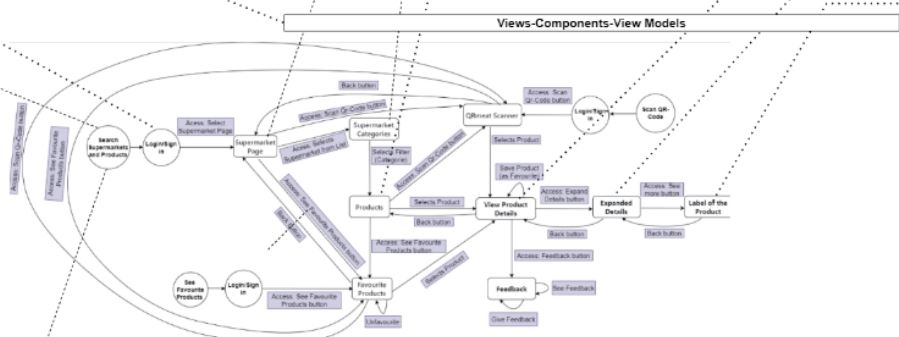 Views-Components-View Models
Back button
Access: Scan
Qr-Code button
Access: Scan Qr-Code button
QR/meat Scanner
Login/Sign
in
Scan QR-
Code
Supermarket
Categories
Acess: Select
Supermarket Page
Search
Supermarkets
and Products
Login/Sign
in
Supermarket
Page
Access: Selects
Supermarket from List
Selects Filter
(Categorie)
Access: Scan Qr-Code button
Selects Product
Access: Scan Qr-Code button
Access: See Favourite
Products button
Save Product
(as Favourite)
Access: Expand
Details button
Access: See
more button
Products
Selects Product
View Product
Details
Exponded
Details
Label of the
Product
Back button
Back button
Back button
Access: See Favourite Products button
Back button
Access: See Favourite
Products button
Access: Feedback button
Selects Product
See
Favourite
Products
Login/Sign
in
Access: See Favourite
Products button
Favourite
Products
Feedback
See Feedback
Unfavourite
Give Feedback